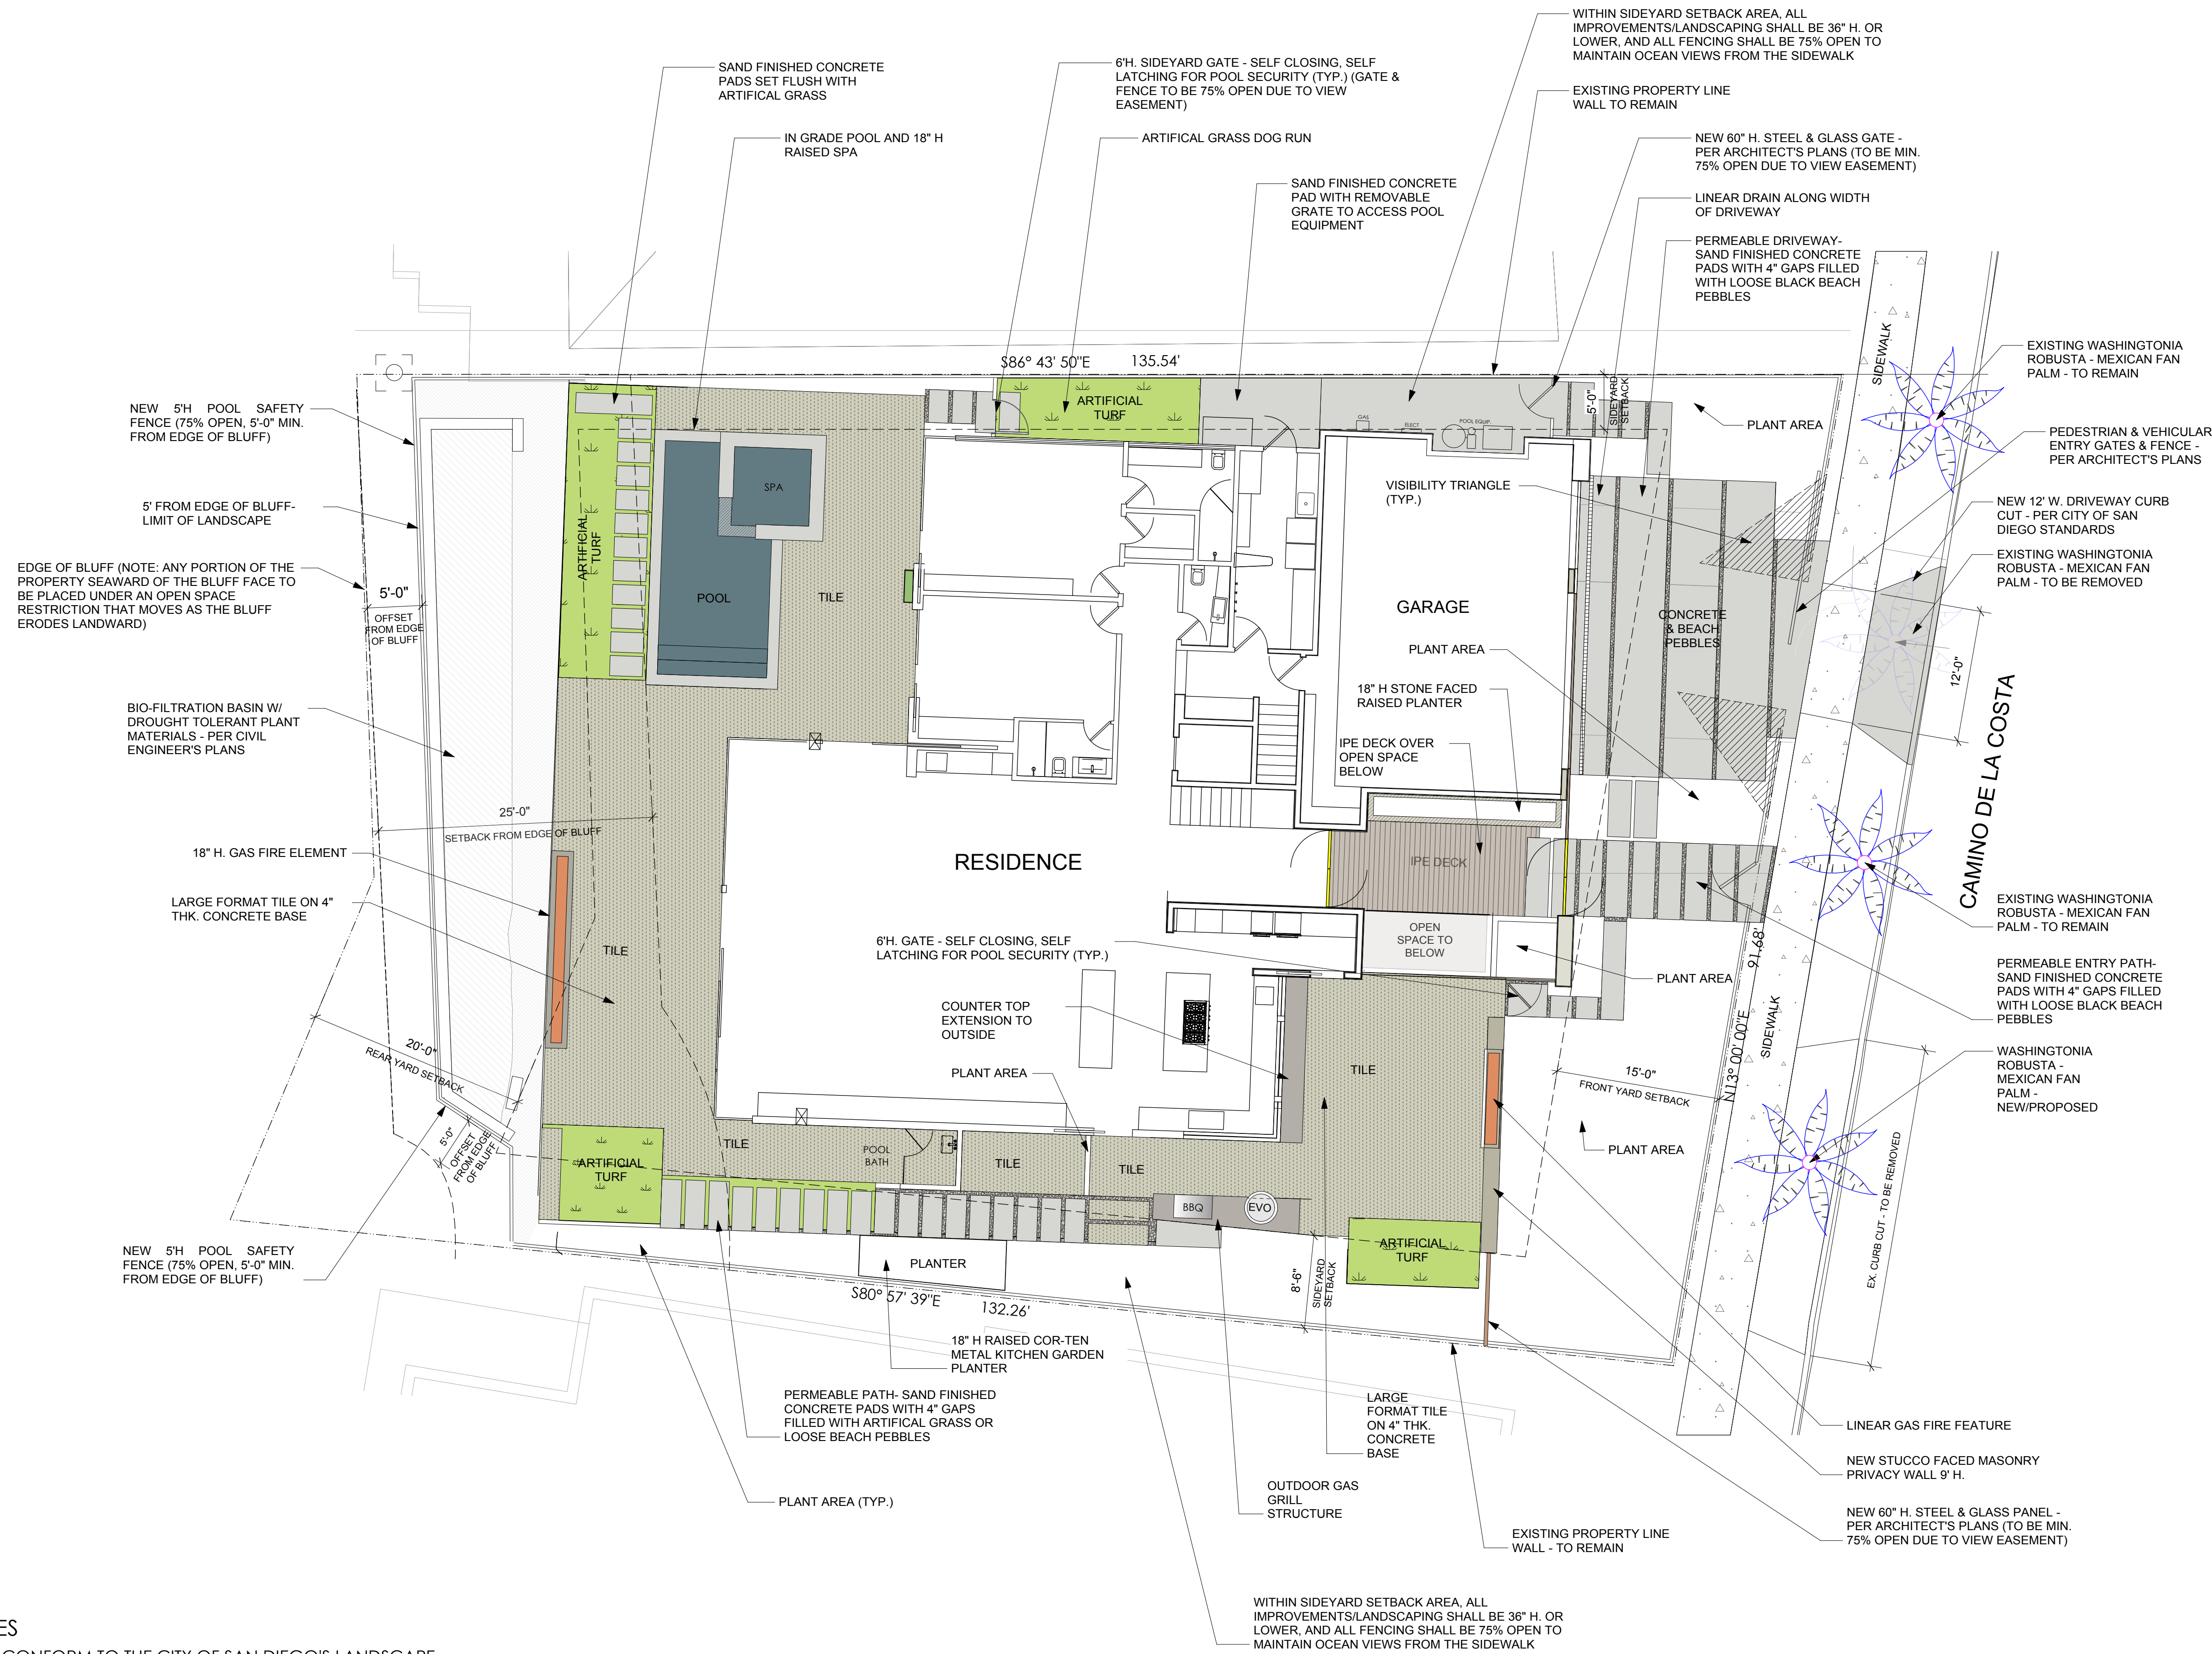 WITHIN SIDEYARD SETBACK AREA, ALL
IMPROVEMENTS/LANDSCAPING SHALL BE 36" H. OR
LOWER, AND ALL FENCING SHALL BE 75% OPEN TO
MAINTAIN OCEAN VIEWS FROM THE SIDEWALK
SAND FINISHED CONCRETE
PADS SET FLUSH WITH
ARTIFICAL GRASS
6'H. SIDEYARD GATE - SELF CLOSING, SELF
LATCHING FOR POOL SECURITY (TYP.) (GATE &
FENCE TO BE 75% OPEN DUE TO VIEW
EASEMENT)
EXISTING PROPERTY LINE
WALL TO REMAIN
IN GRADE POOL AND 18" H
RAISED SPA
ARTIFICAL GRASS DOG RUN
NEW 60" H. STEEL & GLASS GATE -
PER ARCHITECT'S PLANS (TO BE MIN.
75% OPEN DUE TO VIEW EASEMENT)
SAND FINISHED CONCRETE
PAD WITH REMOVABLE
GRATE TO ACCESS POOL
EQUIPMENT
LINEAR DRAIN ALONG WIDTH
OF DRIVEWAY
PERMEABLE DRIVEWAY-
SAND FINISHED CONCRETE
PADS WITH 4" GAPS FILLED
WITH LOOSE BLACK BEACH
PEBBLES
SIDEWALK
EXISTING WASHINGTONIA
ROBUSTA - MEXICAN FAN
PALM - TO REMAIN
S86° 43' 50"E 135.54'
NEW 5'H POOL SAFETY
FENCE (75% OPEN, 5'-0" MIN.
FROM EDGE OF BLUFF)
ARTIFICIAL
TURF
5'-0"
SIDEYARD
SETBACK
PLANT AREA
GAS
ELECT
POOL EQUIP.
PEDESTRIAN & VEHICULAR
ENTRY GATES & FENCE -
PER ARCHITECT'S PLANS
SPA
VISIBILITY TRIANGLE
(TYP.)
NEW 12' W. DRIVEWAY CURB
CUT - PER CITY OF SAN
DIEGO STANDARDS
5' FROM EDGE OF BLUFF-
LIMIT OF LANDSCAPE
ARTIFICIAL
TURF
EXISTING WASHINGTONIA
ROBUSTA - MEXICAN FAN
PALM - TO BE REMOVED
EDGE OF BLUFF (NOTE: ANY PORTION OF THE
PROPERTY SEAWARD OF THE BLUFF FACE TO
BE PLACED UNDER AN OPEN SPACE
RESTRICTION THAT MOVES AS THE BLUFF
ERODES LANDWARD)
5'-0"
OFFSET
FROM EDGE
OF BLUFF
POOL
TILE
GARAGE
CONCRETE
& BEACH
PEBBLES
12'-0"
PLANT AREA
CAMINO DE LA COSTA
18" H STONE FACED
RAISED PLANTER
BIO-FILTRATION BASIN W/
DROUGHT TOLERANT PLANT
MATERIALS - PER CIVIL
ENGINEER'S PLANS
IPE DECK OVER
OPEN SPACE
BELOW
25'-0"
SETBACK FROM EDGE OF BLUFF
18" H. GAS FIRE ELEMENT
RESIDENCE
IPE DECK
LARGE FORMAT TILE ON 4"
THK. CONCRETE BASE
EXISTING WASHINGTONIA
ROBUSTA - MEXICAN FAN
PALM - TO REMAIN
TILE
6'H. GATE - SELF CLOSING, SELF
LATCHING FOR POOL SECURITY (TYP.)
OPEN
SPACE TO
BELOW
PLANT AREA
91.68'
N13° 00' 00"E
SIDEWALK
PERMEABLE ENTRY PATH-
SAND FINISHED CONCRETE
PADS WITH 4" GAPS FILLED
WITH LOOSE BLACK BEACH
PEBBLES
COUNTER TOP
EXTENSION TO
OUTSIDE
20'-0"
REAR YARD SETBACK
PLANT AREA
TILE
15'-0"
FRONT YARD SETBACK
WASHINGTONIA
ROBUSTA -
MEXICAN FAN
PALM -
NEW/PROPOSED
5'-0"
OFFSET
FROM EDGE
OF BLUFF
TILE
POOL
BATH
TILE
TILE
PLANT AREA
ARTIFICIAL
TURF
EX. CURB CUT - TO BE REMOVED
BBQ
EVO
NEW 5'H POOL SAFETY
FENCE (75% OPEN, 5'-0" MIN.
FROM EDGE OF BLUFF)
PLANTER
ARTIFICIAL
TURF
8'-6"
SIDEYARD
SETBACK
S80° 57' 39"E 132.26'
18" H RAISED COR-TEN
METAL KITCHEN GARDEN
PLANTER
PERMEABLE PATH- SAND FINISHED
CONCRETE PADS WITH 4" GAPS
FILLED WITH ARTIFICAL GRASS OR
LOOSE BEACH PEBBLES
LARGE
FORMAT TILE
ON 4" THK.
CONCRETE
BASE
LINEAR GAS FIRE FEATURE
NEW STUCCO FACED MASONRY
PRIVACY WALL 9' H.
PLANT AREA (TYP.)
OUTDOOR GAS
GRILL
STRUCTURE
NEW 60" H. STEEL & GLASS PANEL -
PER ARCHITECT'S PLANS (TO BE MIN.
75% OPEN DUE TO VIEW EASEMENT)
EXISTING PROPERTY LINE
WALL - TO REMAIN
WITHIN SIDEYARD SETBACK AREA, ALL
IMPROVEMENTS/LANDSCAPING SHALL BE 36" H. OR
LOWER, AND ALL FENCING SHALL BE 75% OPEN TO
MAINTAIN OCEAN VIEWS FROM THE SIDEWALK
ES
CONFORM TO THE CITY OF SAN DIEGO'S LANDSCAPE